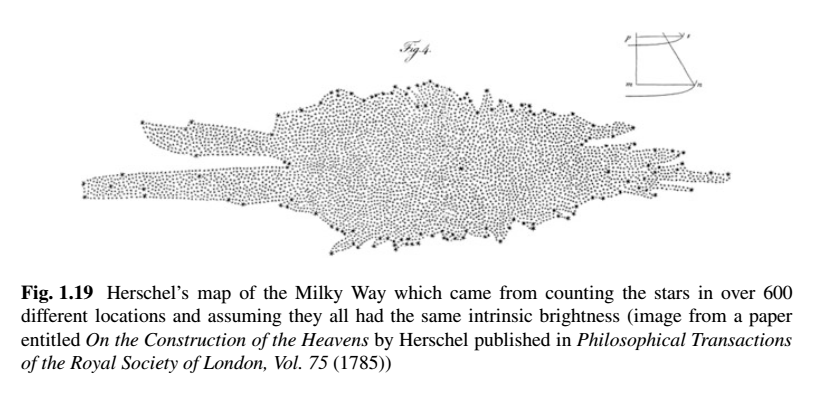 Fig.4.
p s
m n
Fig. 1.19 Herschel’s map of the Milky Way which came from counting the stars in over 600
different locations and assuming they all had the same intrinsic brightness (image from a paper
entitled On the Construction of the Heavens by Herschel published in Philosophical Transactions
of the Royal Society of London, Vol. 75 (1785))